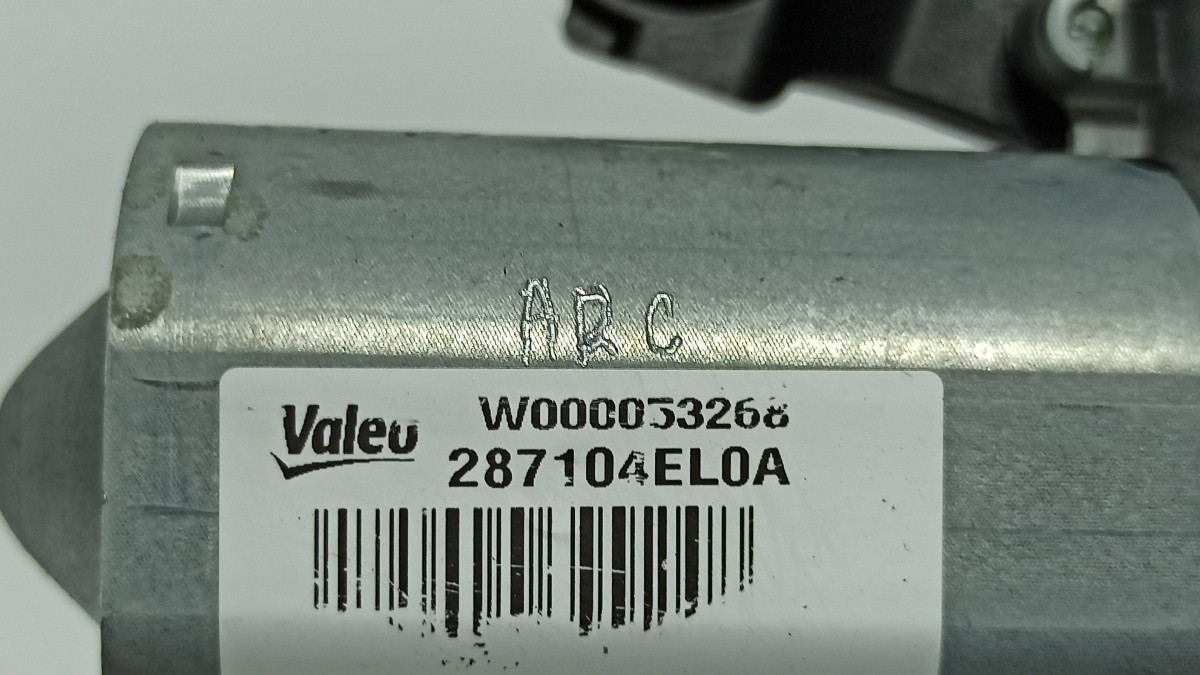 ARC
Valeo
W000053268
287104EL0A